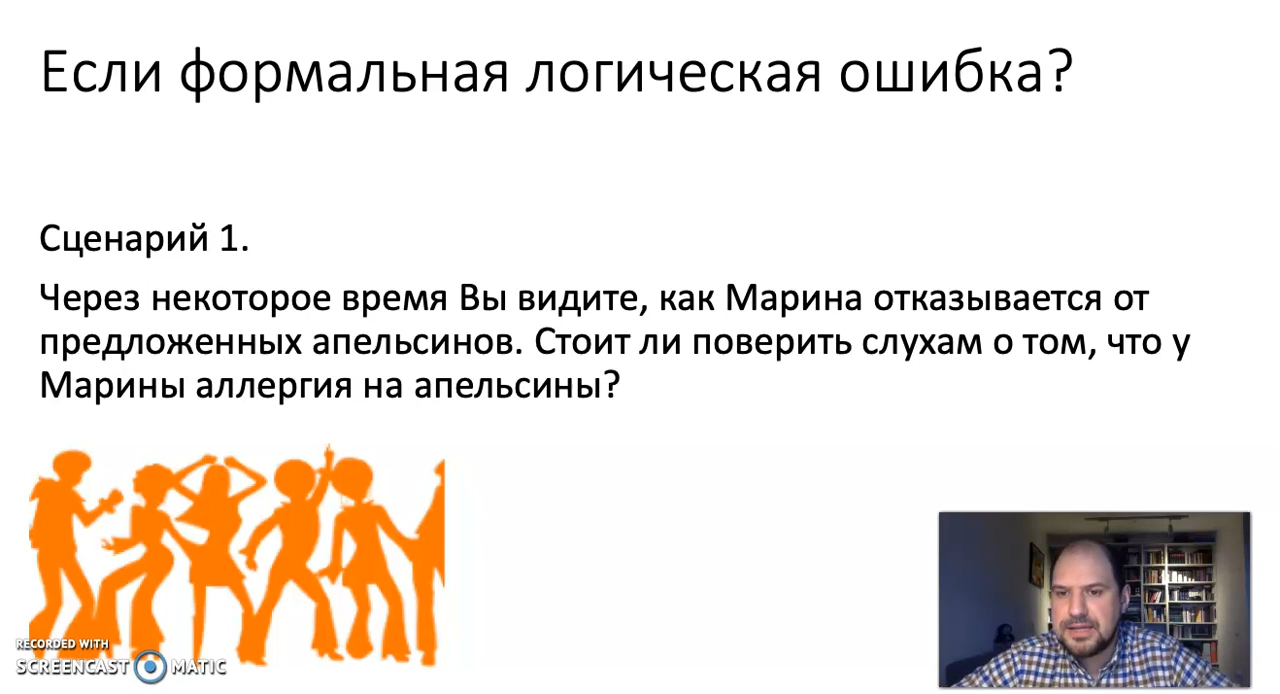 Если формальная логическая ошибка?
Сценарий 1.
Через некоторое время Вы видите, как Марина отказывается от
предложенных апельсинов. Стоит ли поверить слухам о том, что у
Марины аллергия на апельсины?
RECORDED WITH
SCREENCAST MATIC